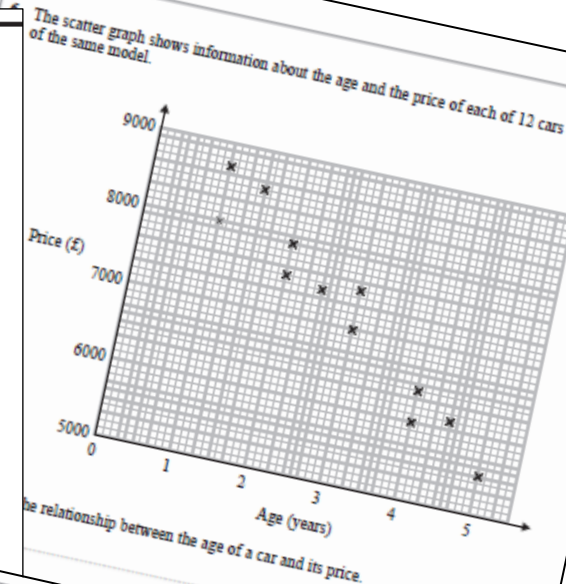 The scatter graph shows information about the age and the price of each of 12 cars
of the same model.
9000
8000
Price (£)
7000
6000
5000
0
1
2
3
4
5
Age (years)
he relationship between the age of a car and its price.